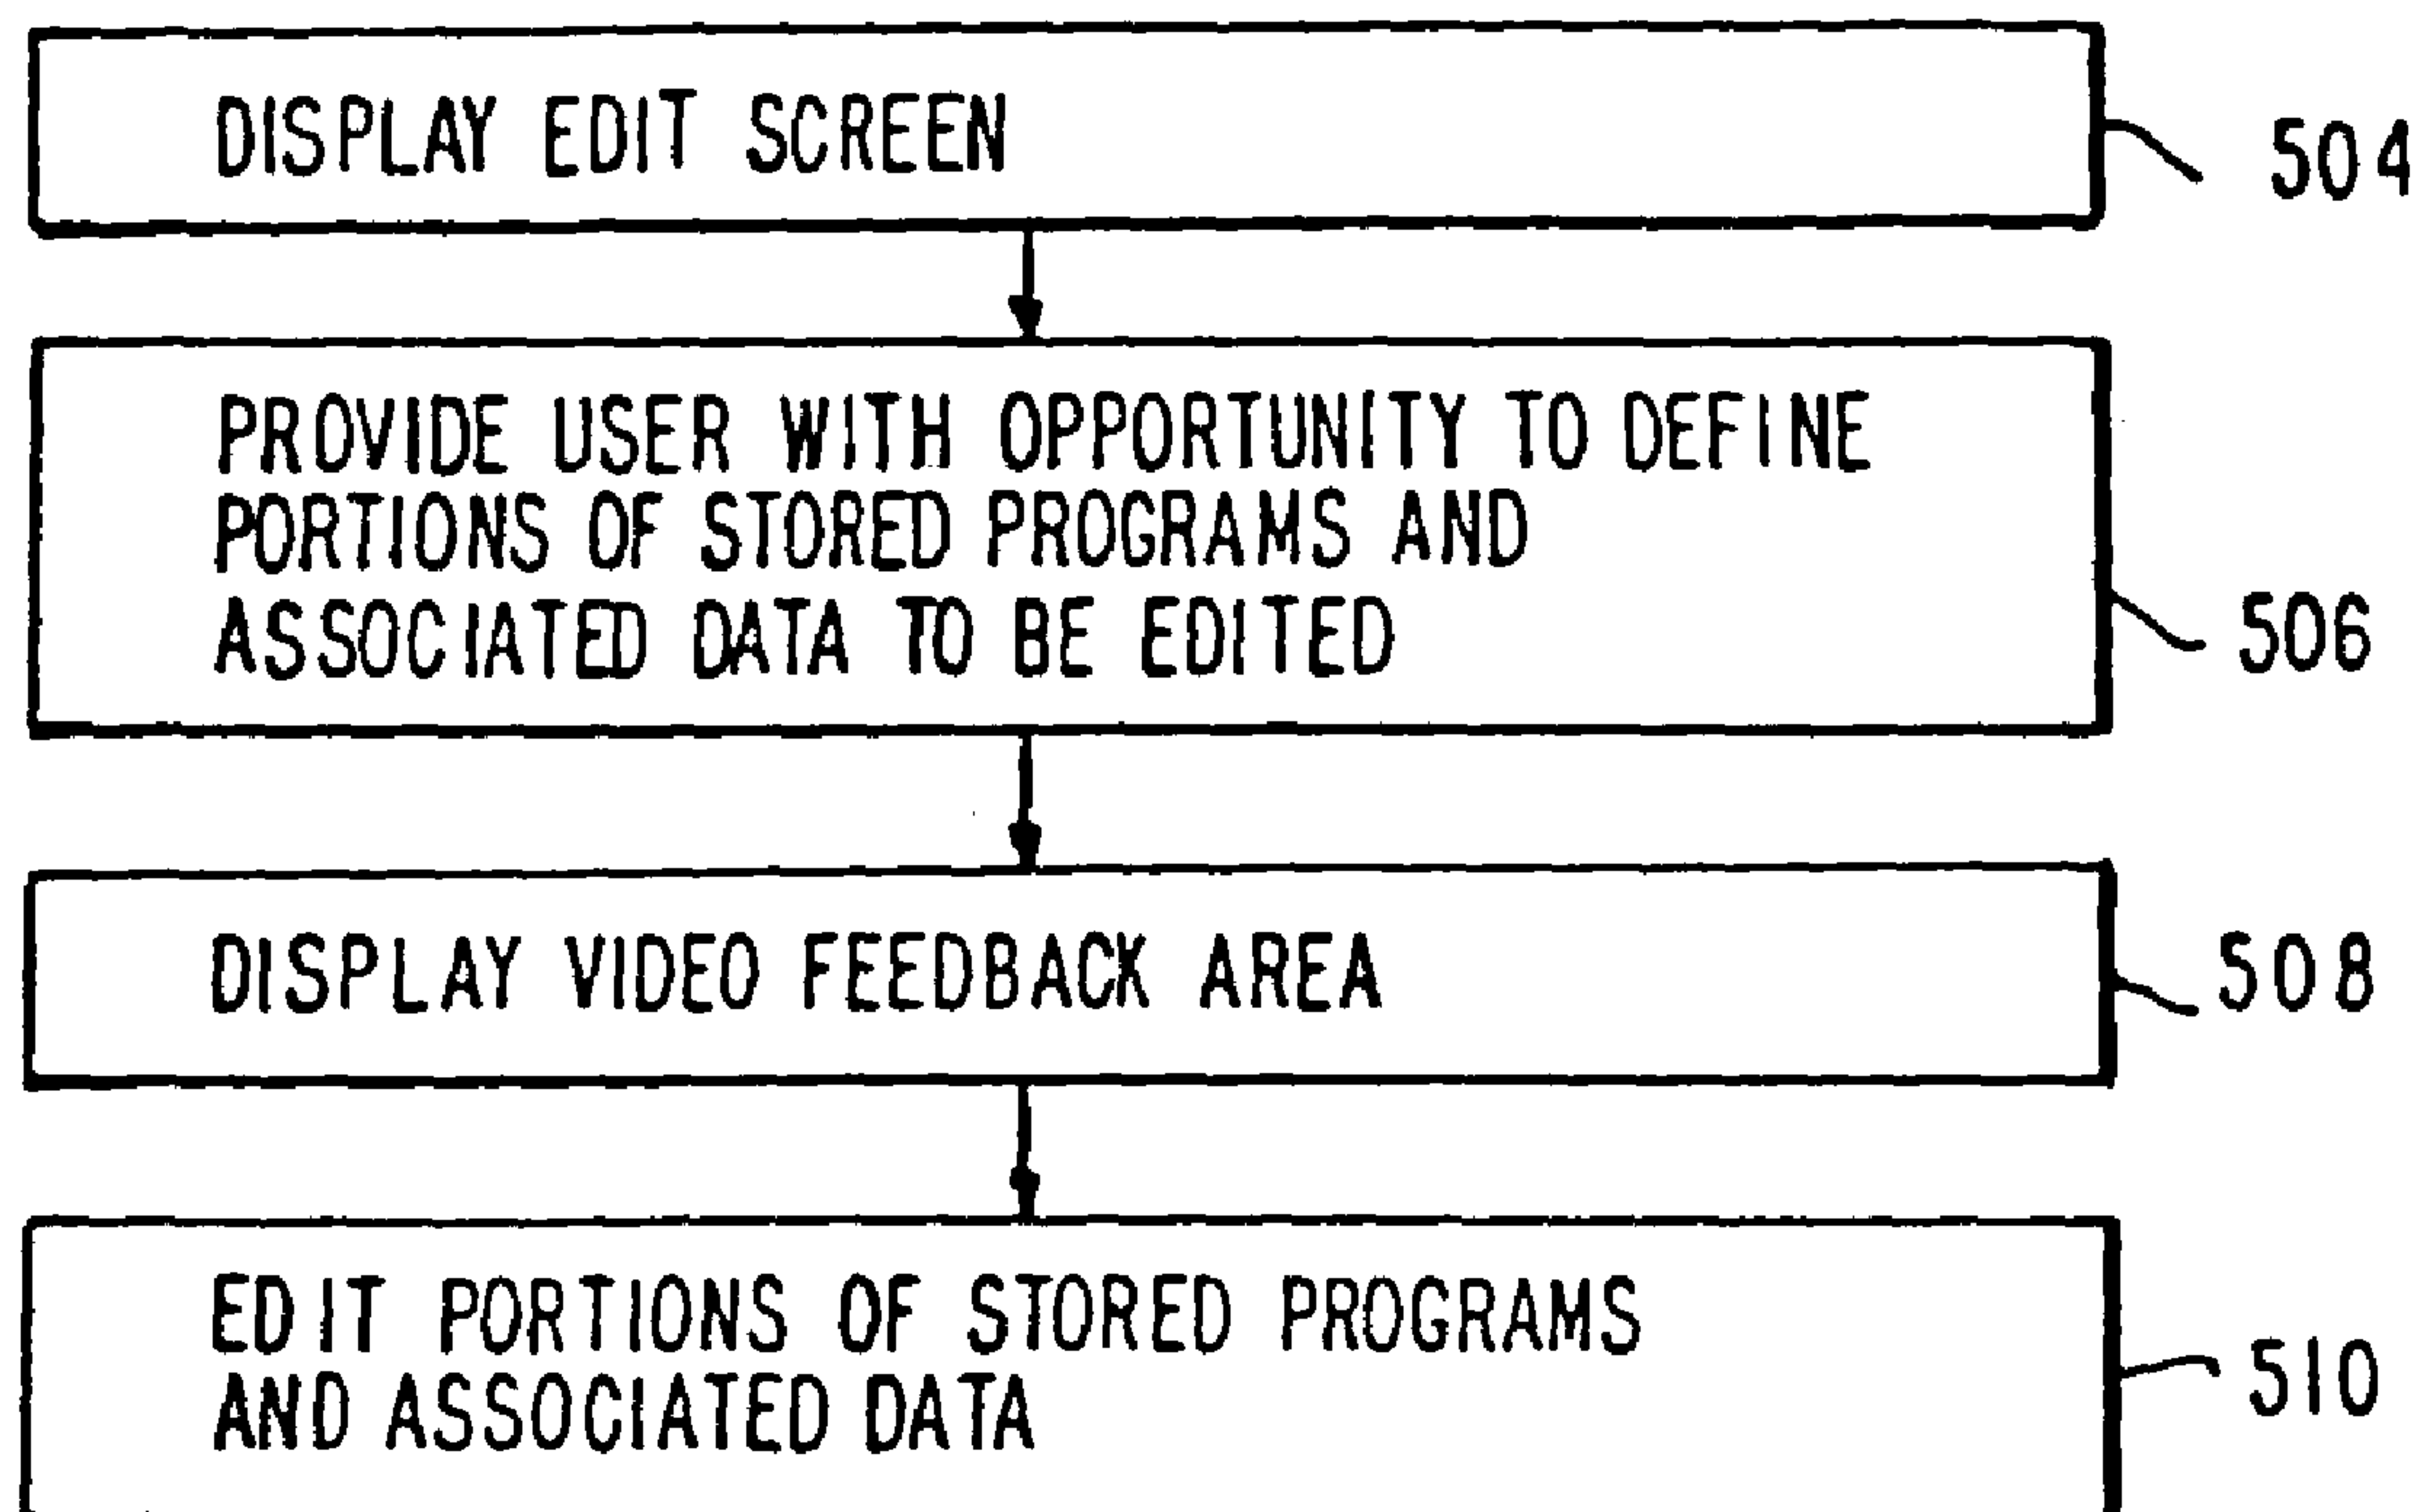 DISPLAY EDIT SCREEN
504
PROVIDE USER WITH OPPORTUNITY TO DEFINE
PORTIONS OF STORED PROGRAMS AND
ASSOCIATED DATA TO BE EDITED
506
DISPLAY VIDEO FEEDBACK AREA
508
EDIT PORTIONS OF STORED PROGRAMS
AND ASSOCIATED DATA
510